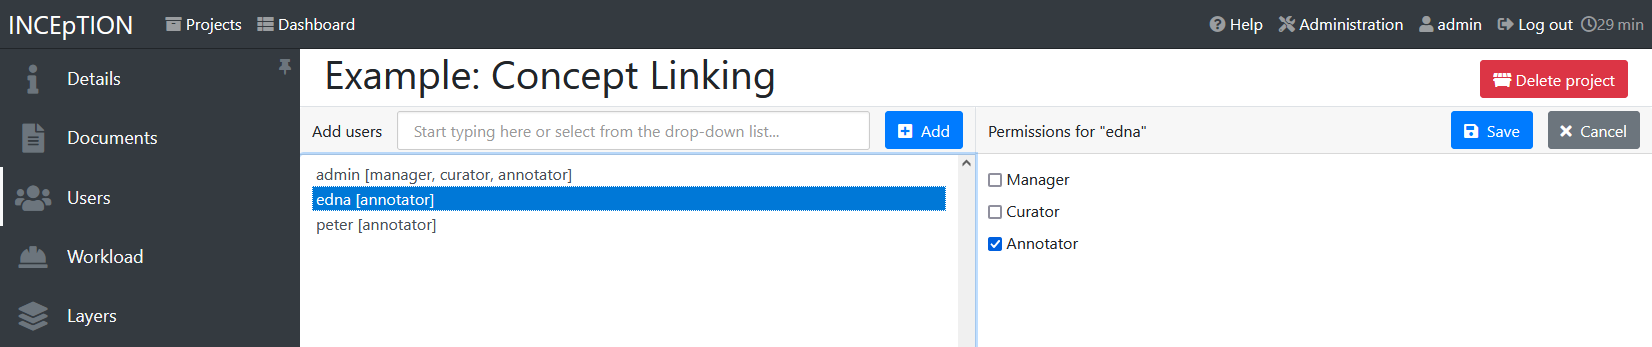 INCEpTION Projects Dashboard Help Administration admin Log out 29 min
Details
Documents
Users
Workload
Layers
Example: Concept Linking
Delete project
Add users Start typing here or select from the drop-down list... Add
admin [manager, curator, annotator]
edna [annotator]
peter [annotator]
Permissions for "edna" Save Cancel
Manager
Curator
Annotator